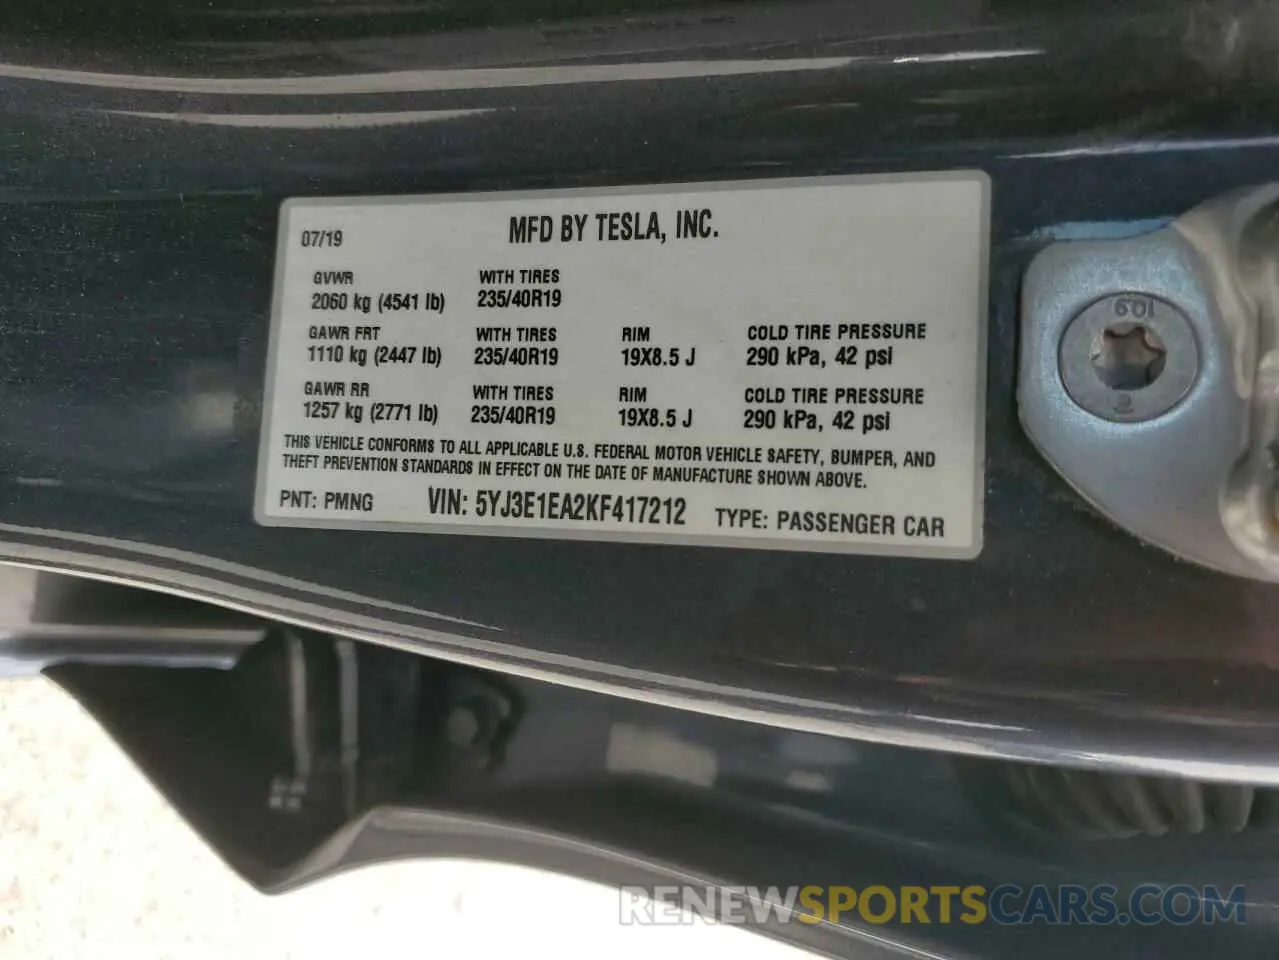 MFD BY TESLA, INC.
07/19
GVWR WITH TIRES
2060 kg (4541 lb) 235/40R19
GAWR FRT WITH TIRES RIM COLD TIRE PRESSURE
1110 kg (2447 lb) 235/40R19 19X8.5 J 290 kPa, 42 psi
GAWR RR WITH TIRES RIM COLD TIRE PRESSURE
1257 kg (2771 lb) 235/40R19 19X8.5 J 290 kPa, 42 psi
THIS VEHICLE CONFORMS TO ALL APPLICABLE U.S. FEDERAL MOTOR VEHICLE SAFETY, BUMPER, AND
THEFT PREVENTION STANDARDS IN EFFECT ON THE DATE OF MANUFACTURE SHOWN ABOVE.
PNT: PMNG VIN: 5YJ3E1EA2KF417212 TYPE: PASSENGER CAR
10.9
RENEWSPORTSCARS.COM